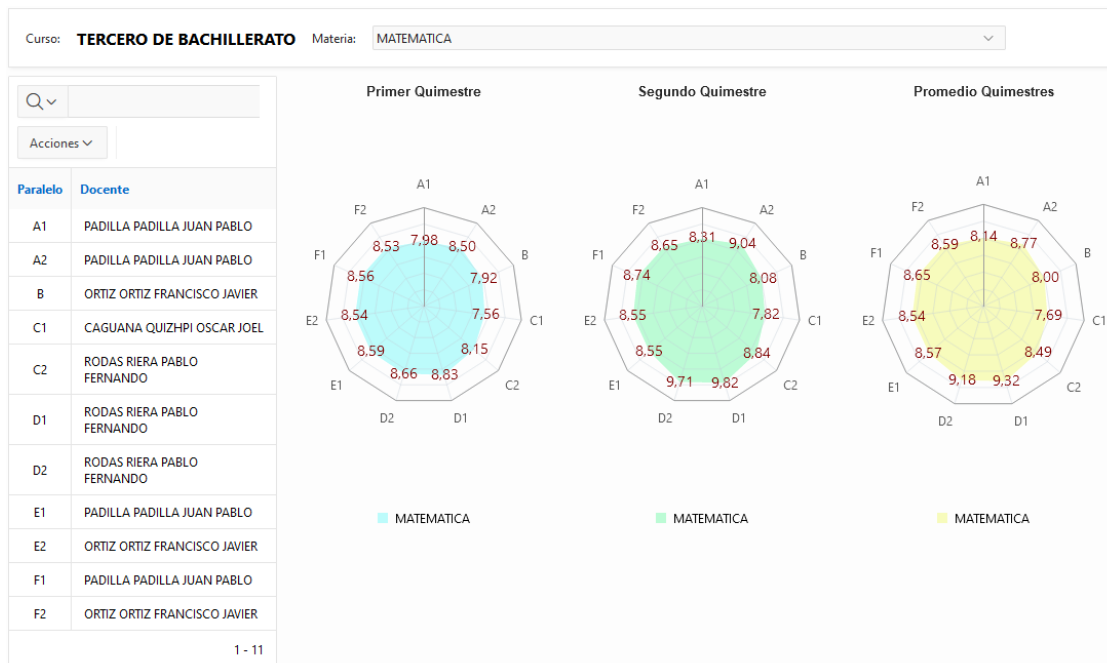 Curso: TERCERO DE BACHILLERATO Materia: MATEMATICA
Acciones
Paralelo Docente
A1 PADILLA PADILLA JUAN PABLO
A2 PADILLA PADILLA JUAN PABLO
B ORTIZ ORTIZ FRANCISCO JAVIER
C1 CAGUANA QUIZHPI OSCAR JOEL
C2 RODAS RIERA PABLO
FERNANDO
D1 RODAS RIERA PABLO
FERNANDO
D2 RODAS RIERA PABLO
FERNANDO
E1 PADILLA PADILLA JUAN PABLO
E2 ORTIZ ORTIZ FRANCISCO JAVIER
F1 PADILLA PADILLA JUAN PABLO
F2 ORTIZ ORTIZ FRANCISCO JAVIER
1 - 11
Primer Quimestre
A1
F2 A2
8,53 7,98 8,50
F1 B
8,56 7,92
E2 8,54 7,56 C1
8,59 8,15
E1 8,66 8,83 C2
D2 D1
MATEMATICA
Segundo Quimestre
A1
F2 A2
8,65 8,31 9,04
F1 B
8,74 8,08
E2 8,55 7,82 C1
8,55 8,84
E1 9,71 9,82 C2
D2 D1
MATEMATICA
Promedio Quimestres
A1
F2 A2
8,59 8,14 8,77
F1 B
8,65 8,00
E2 8,54 7,69 C1
8,57 8,49
E1 9,18 9,32 C2
D2 D1
MATEMATICA